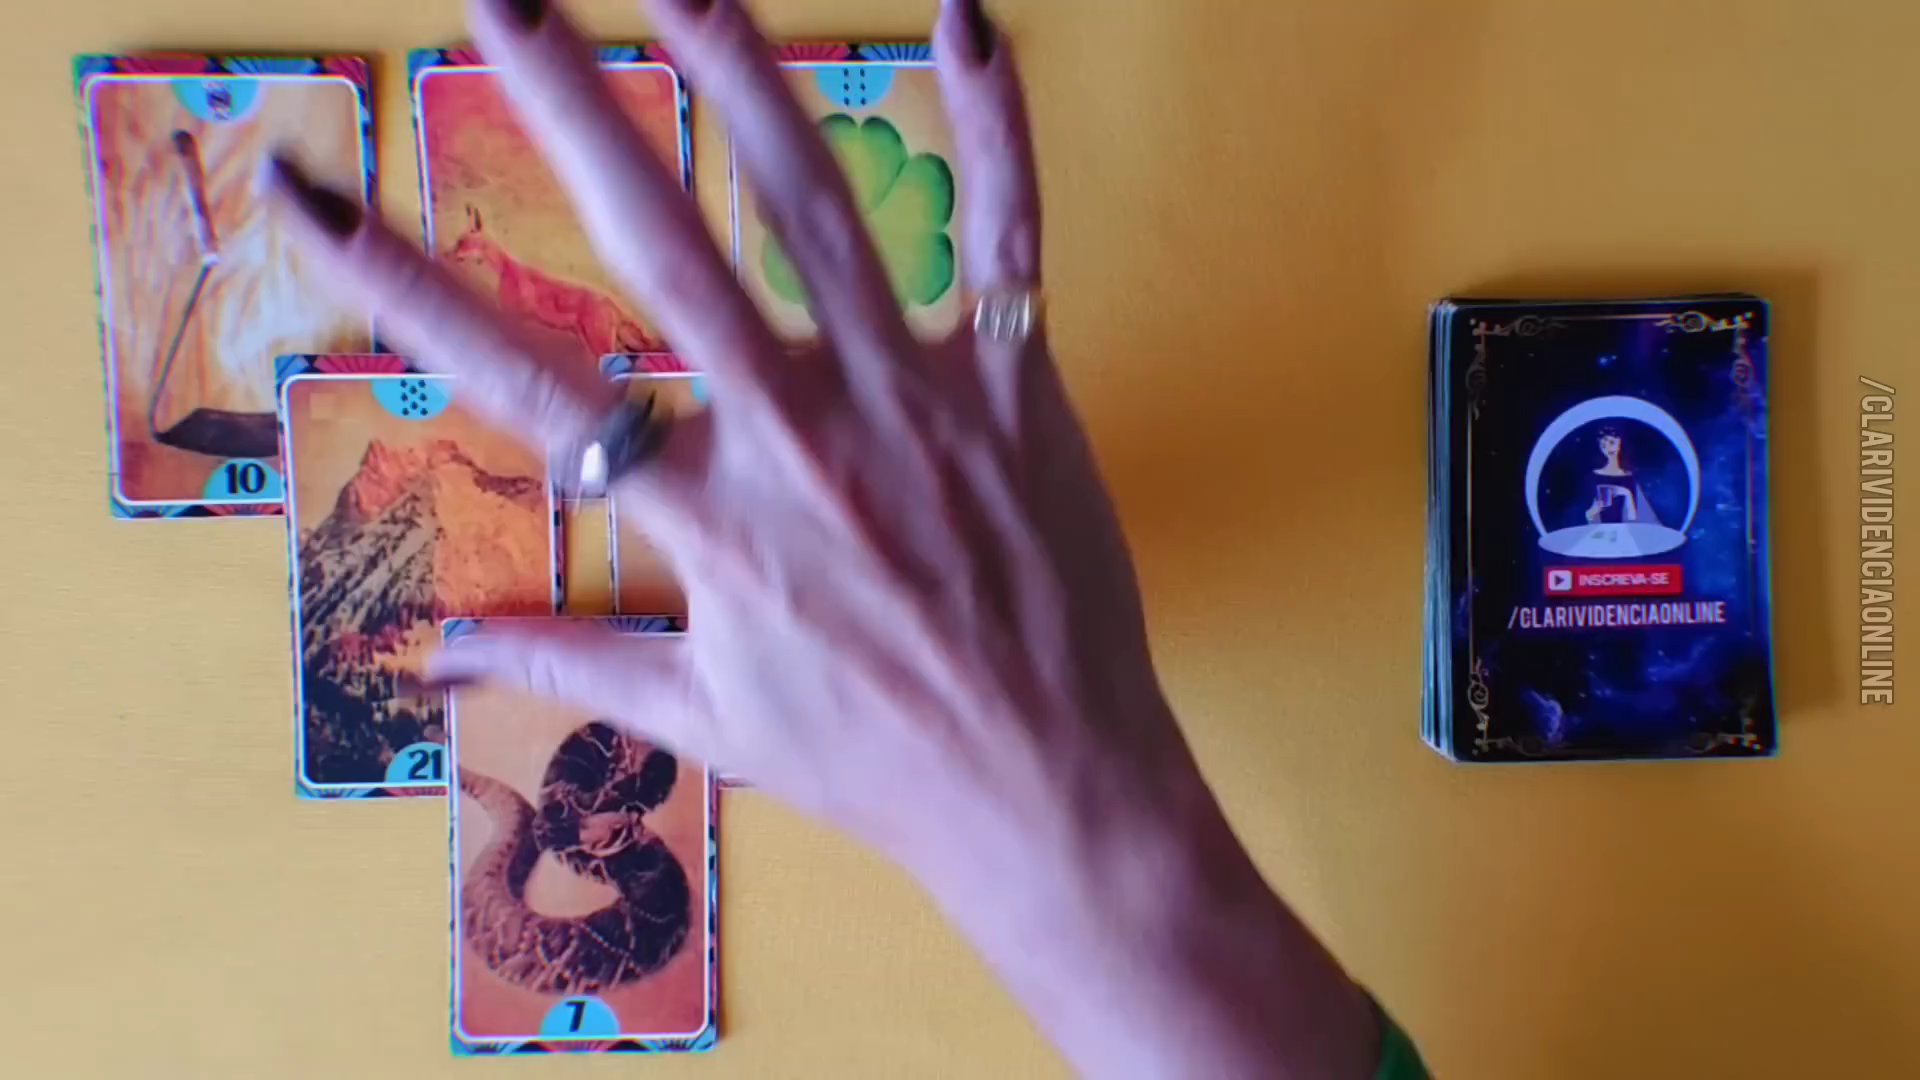 10
21
7
INSCREVA-SE
/CLARIVIDENCIAONLINE
/CLARIVIDENCIAONLINE